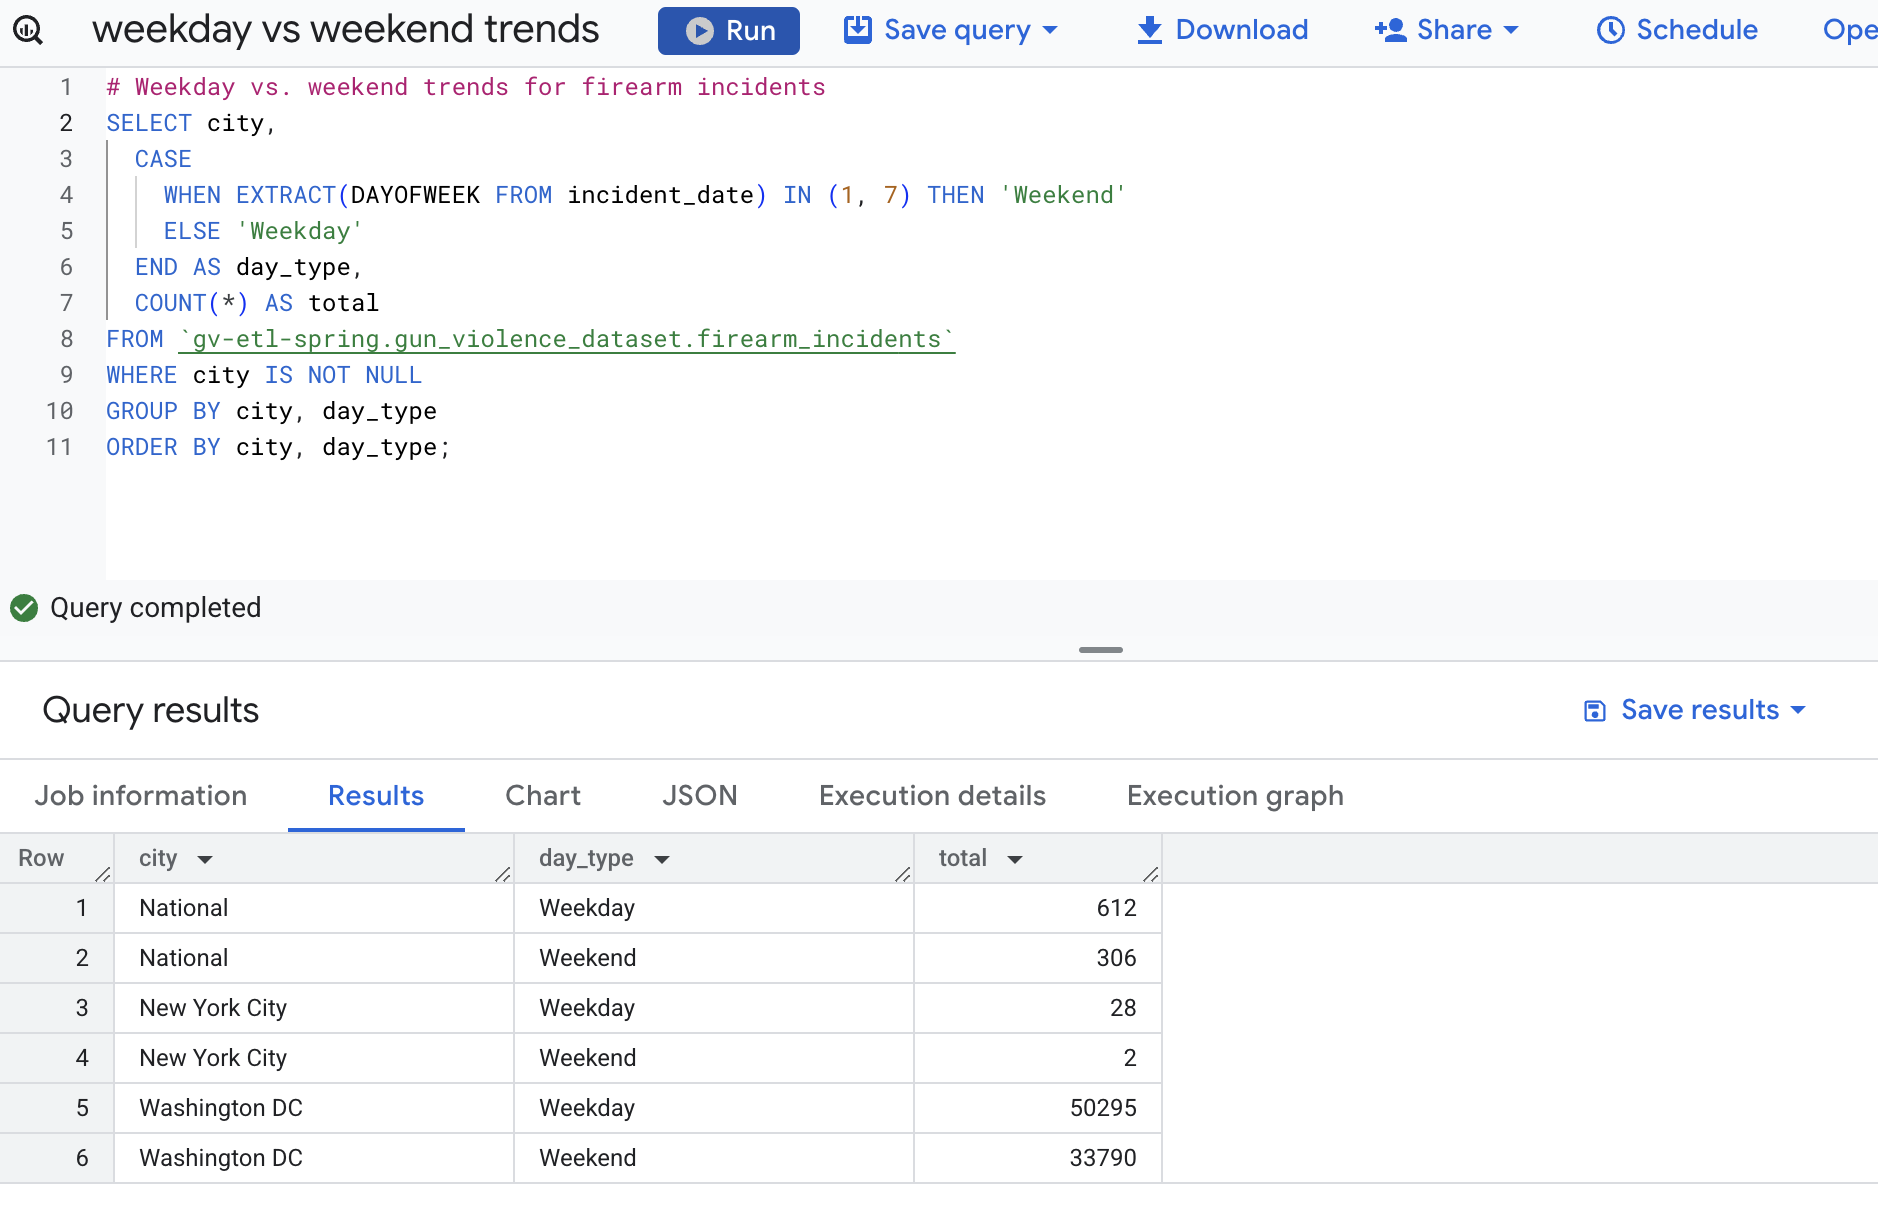 weekday vs weekend trends Run Save query Download Share Schedule Ope
1 # Weekday vs. weekend trends for firearm incidents
2 SELECT city,
3 CASE
4 WHEN EXTRACT(DAYOFWEEK FROM incident_date) IN (1, 7) THEN 'Weekend'
5 ELSE 'Weekday'
6 END AS day_type,
7 COUNT(*) AS total
8 FROM `gv-etl-spring.gun_violence_dataset.firearm_incidents`
9 WHERE city IS NOT NULL
10 GROUP BY city, day_type
11 ORDER BY city, day_type;
Query completed
Query results Save results
Job information Results Chart JSON Execution details Execution graph
Row city day_type total
1 National Weekday 612
2 National Weekend 306
3 New York City Weekday 28
4 New York City Weekend 2
5 Washington DC Weekday 50295
6 Washington DC Weekend 33790